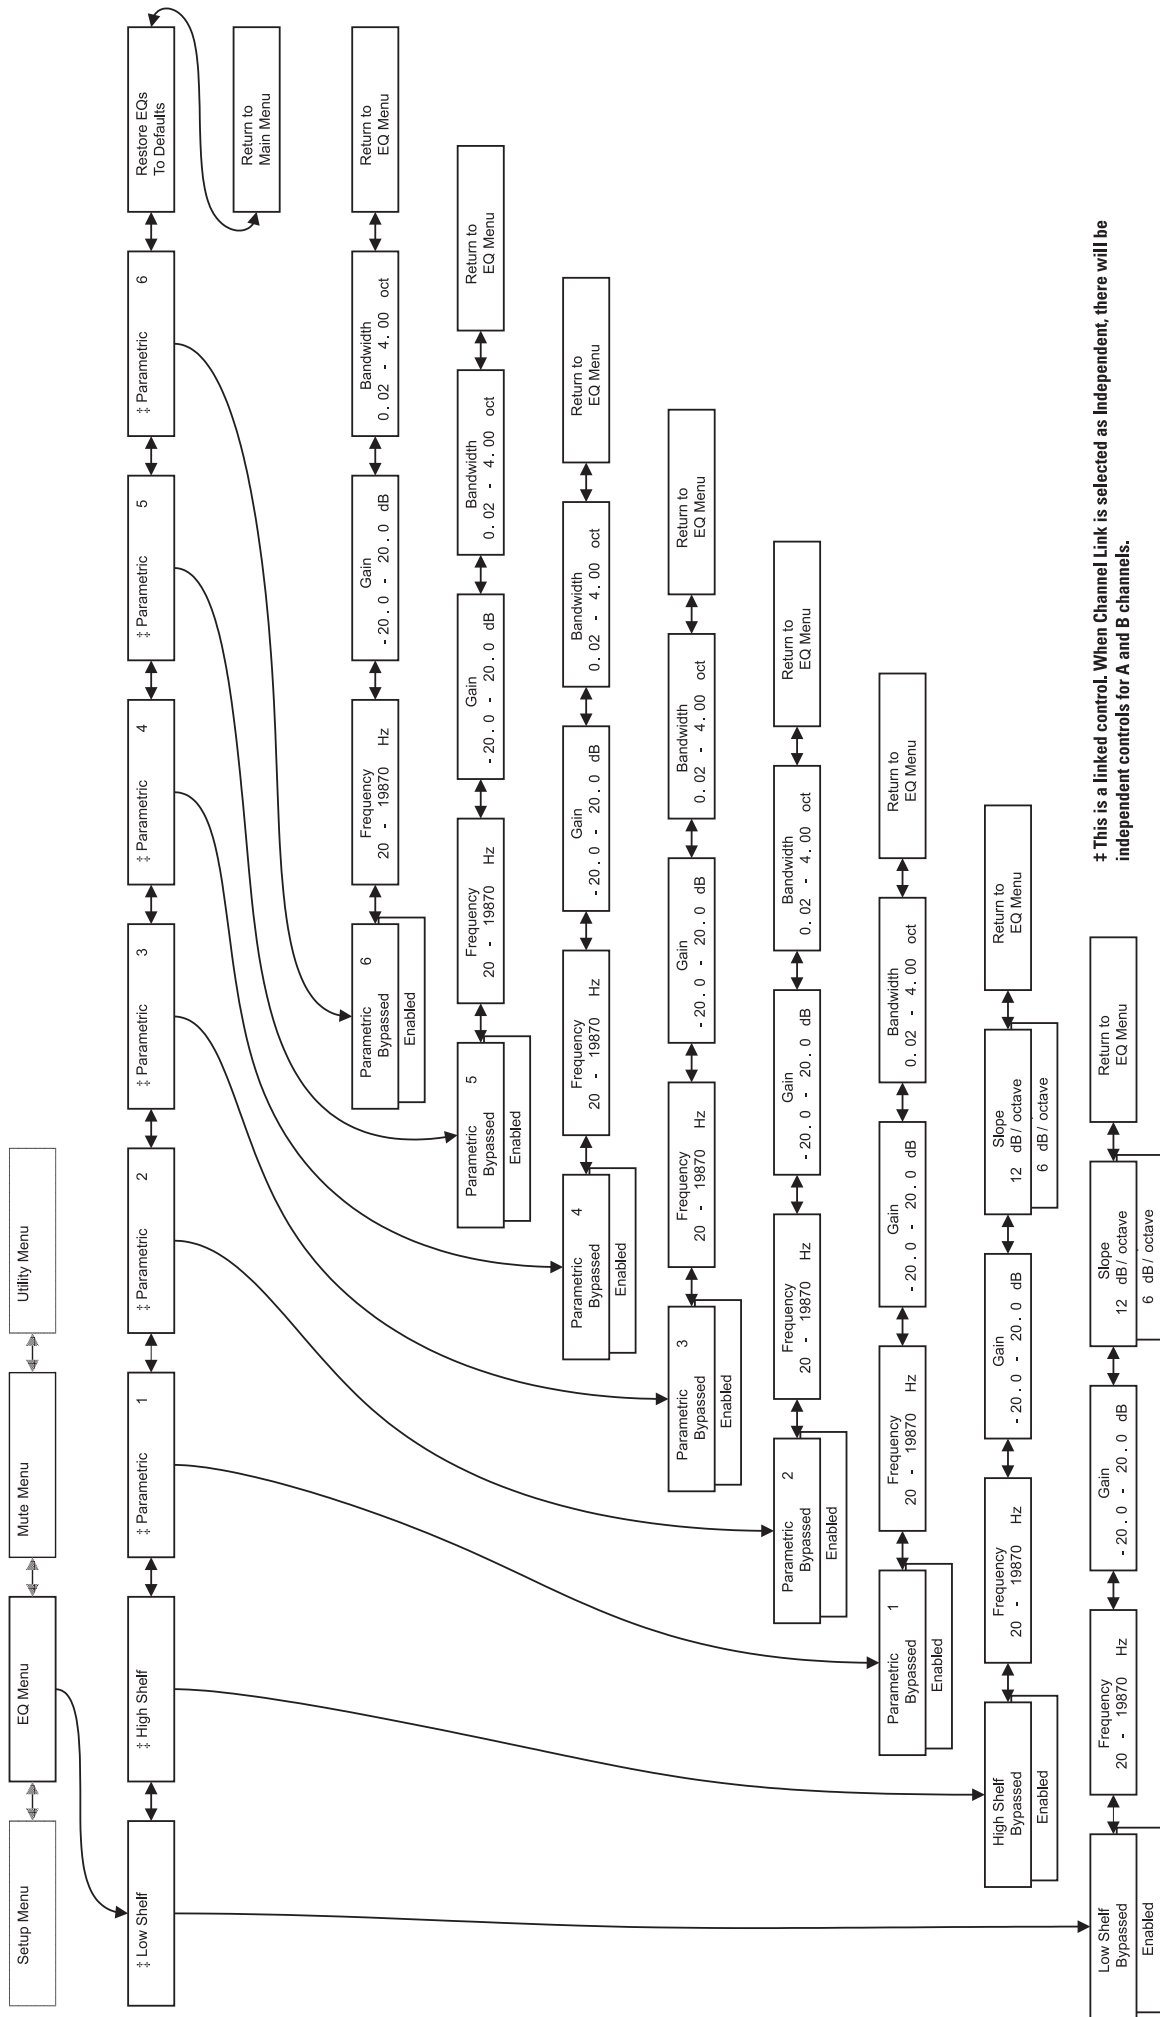 Setup Menu
EQ Menu
Mute Menu
Utility Menu
‡ Low Shelf
‡ High Shelf
‡ Parametric 1
‡ Parametric 2
‡ Parametric 3
‡ Parametric 4
‡ Parametric 5
‡ Parametric 6
Restore EQs
To Defaults
Return to
Main Menu
Parametric 6
Bypassed
Enabled
Frequency
20 - 19870 Hz
Gain
-20.0 - 20.0 dB
Bandwidth
0.02 - 4.00 oct
Return to
EQ Menu
Parametric 5
Bypassed
Enabled
Frequency
20 - 19870 Hz
Gain
-20.0 - 20.0 dB
Bandwidth
0.02 - 4.00 oct
Return to
EQ Menu
Parametric 4
Bypassed
Enabled
Frequency
20 - 19870 Hz
Gain
-20.0 - 20.0 dB
Bandwidth
0.02 - 4.00 oct
Return to
EQ Menu
Parametric 3
Bypassed
Enabled
Frequency
20 - 19870 Hz
Gain
-20.0 - 20.0 dB
Bandwidth
0.02 - 4.00 oct
Return to
EQ Menu
Parametric 2
Bypassed
Enabled
Frequency
20 - 19870 Hz
Gain
-20.0 - 20.0 dB
Bandwidth
0.02 - 4.00 oct
Return to
EQ Menu
Parametric 1
Bypassed
Enabled
Frequency
20 - 19870 Hz
Gain
-20.0 - 20.0 dB
Bandwidth
0.02 - 4.00 oct
Return to
EQ Menu
High Shelf
Bypassed
Enabled
Frequency
20 - 19870 Hz
Gain
-20.0 - 20.0 dB
Slope
12 dB/ octave
6 dB/ octave
Return to
EQ Menu
Low Shelf
Bypassed
Enabled
Frequency
20 - 19870 Hz
Gain
-20.0 - 20.0 dB
Slope
12 dB/ octave
6 dB/ octave
Return to
EQ Menu
‡ This is a linked control. When Channel Link is selected as Independent, there will be
independent controls for A and B channels.